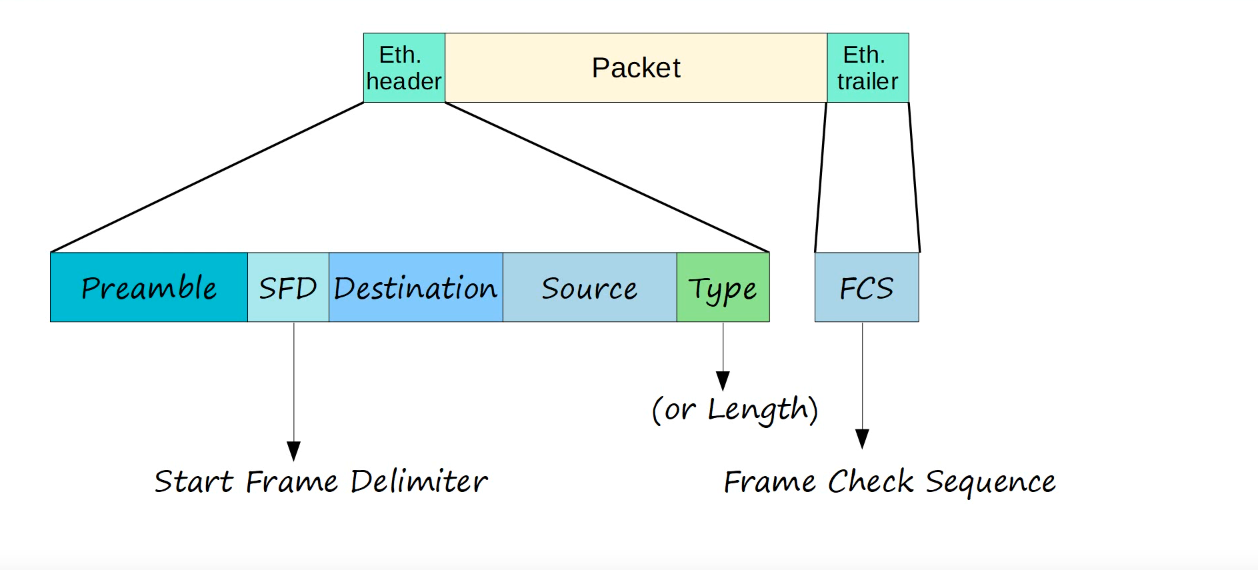 Eth.
header
Packet
Eth.
trailer
Preamble
SFD
Destination
Source
Type
FCS
(or Length)
Start Frame Delimiter
Frame Check Sequence